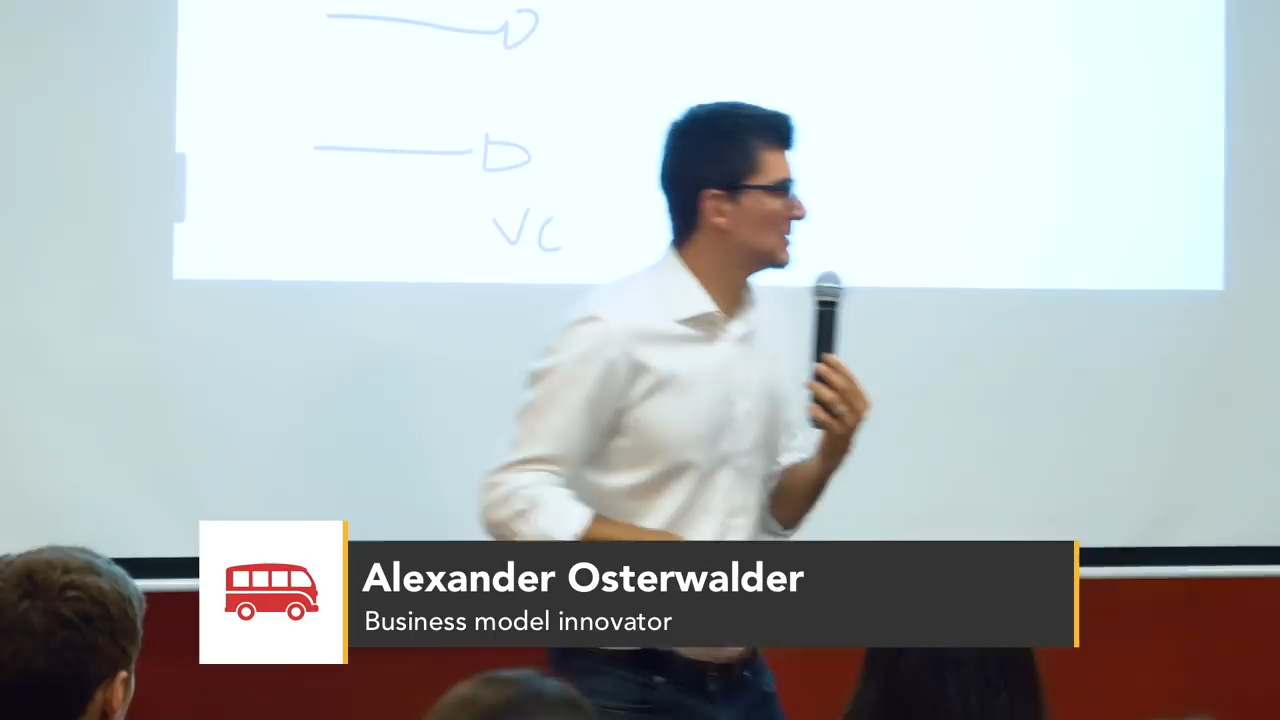 D
D
VC
Alexander Osterwalder
Business model innovator